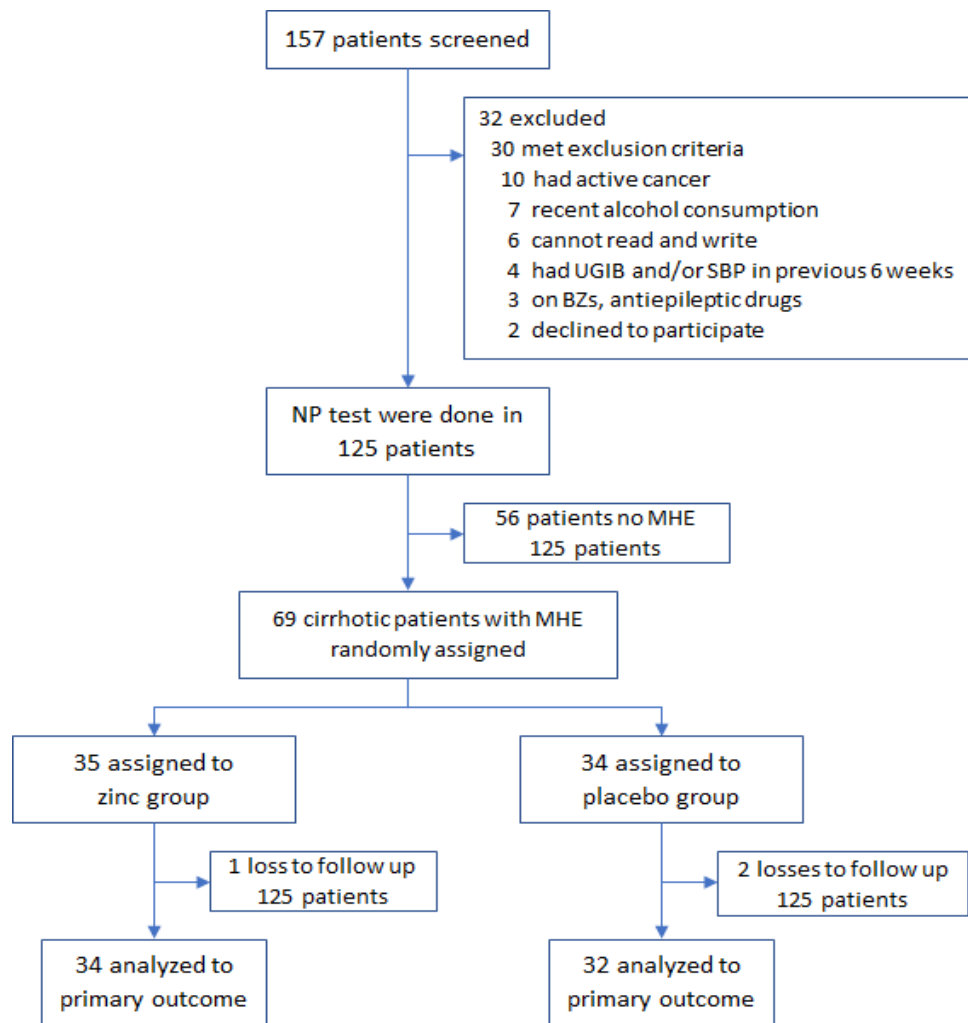 157 patients screened
32 excluded
30 met exclusion criteria
10 had active cancer
7 recent alcohol consumption
6 cannot read and write
4 had UGIB and/or SBP in previous 6 weeks
3 on BZs, antiepileptic drugs
2 declined to participate
NP test were done in
125 patients
56 patients no MHE
125 patients
69 cirrhotic patients with MHE
randomly assigned
35 assigned to
zinc group
34 assigned to
placebo group
1 loss to follow up
125 patients
2 losses to follow up
125 patients
34 analyzed to
primary outcome
32 analyzed to
primary outcome